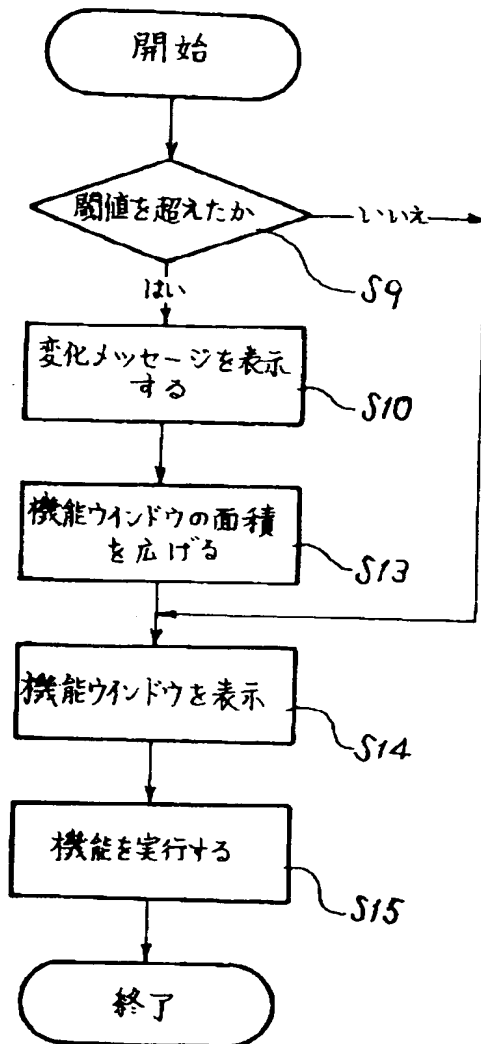 開始
閾値を超えたか
いいえ
S9
はい
変化メッセージを表示
する
S10
機能ウインドウの面積
を広げる
S13
機能ウインドウを表示
S14
機能を実行する
S15
終了